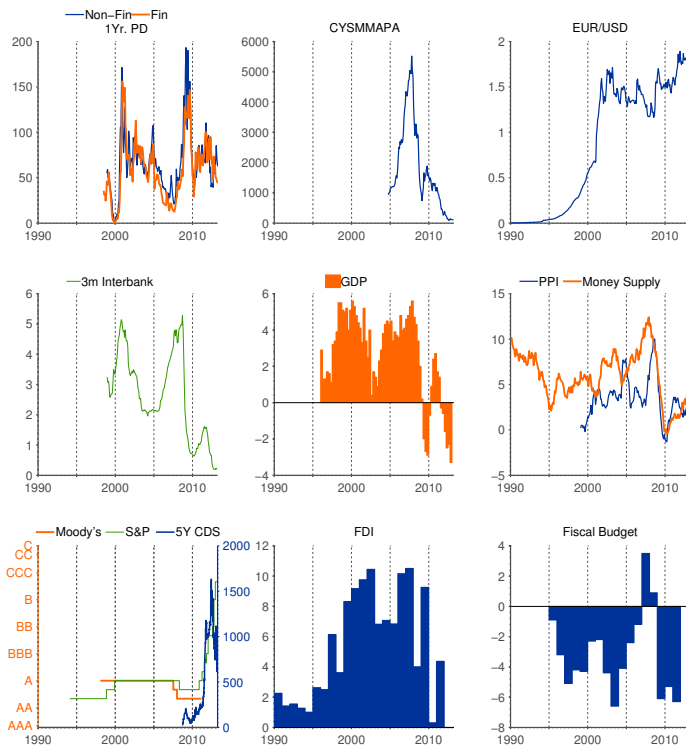 Non−Fin Fin
1Yr. PD
200
150
100
50
0
1990 2000 2010
CYSMMAPA
6000
5000
4000
3000
2000
1000
0
1990 2000 2010
EUR/USD
2
1.5
1
0.5
0
1990 2000 2010
3m Interbank
6
5
4
3
2
1
0
1990 2000 2010
GDP
6
4
2
0
−2
−4
1990 2000 2010
PPI Money Supply
15
10
5
0
−5
1990 2000 2010
Moody's S&P 5Y CDS
C
CC
CCC
B
BB
BBB
A
AA
AAA
2000
1500
1000
500
0
1990 2000 2010
FDI
12
10
8
6
4
2
0
1990 2000 2010
Fiscal Budget
4
2
0
−2
−4
−6
−8
1990 2000 2010